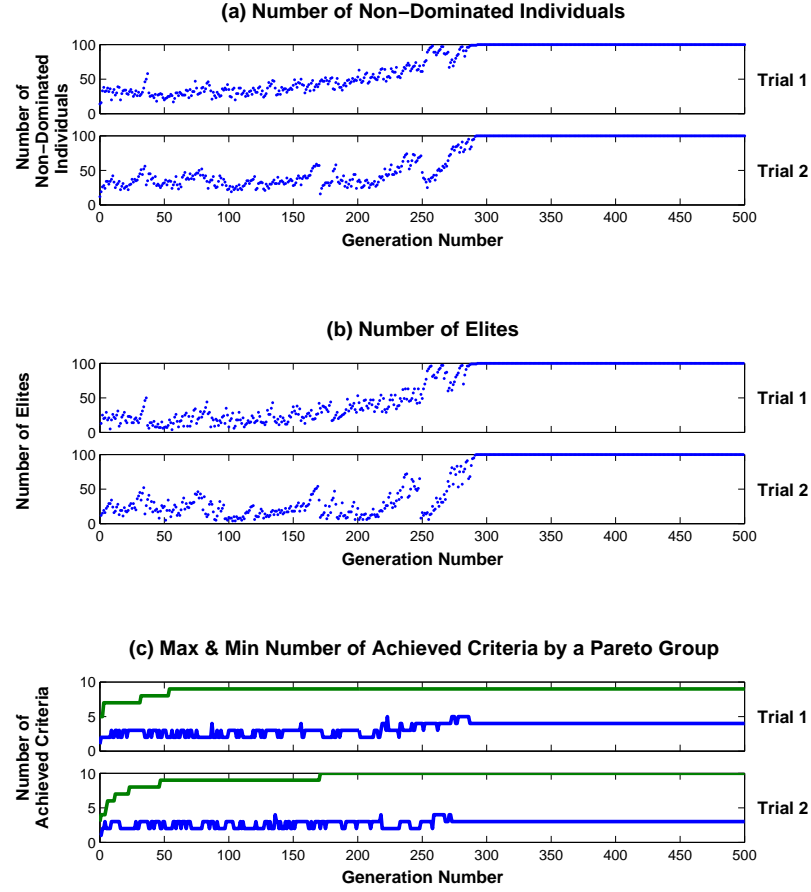 (a) Number of Non−Dominated Individuals
Number of
Non−Dominated
Individuals
100
50
0
Trial 1
100
50
0
Trial 2
0 50 100 150 200 250 300 350 400 450 500
Generation Number
(b) Number of Elites
Number of Elites
100
50
0
Trial 1
100
50
0
Trial 2
0 50 100 150 200 250 300 350 400 450 500
Generation Number
(c) Max & Min Number of Achieved Criteria by a Pareto Group
Number of
Achieved Criteria
10
5
0
Trial 1
10
5
0
Trial 2
0 50 100 150 200 250 300 350 400 450 500
Generation Number